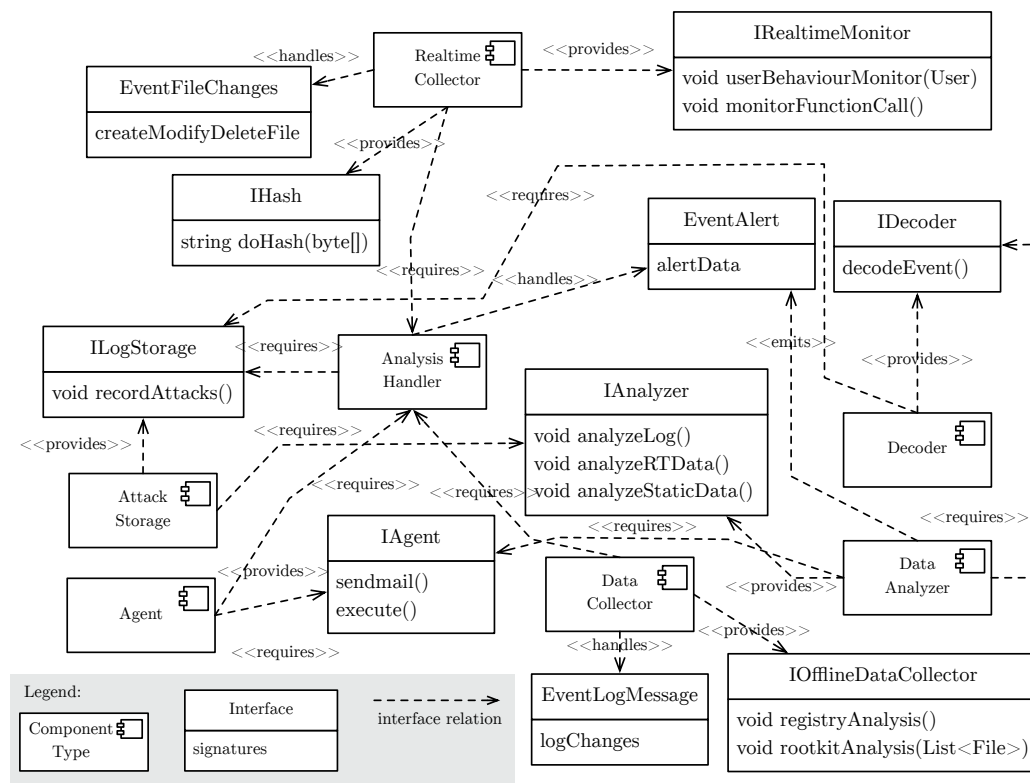 <<handles>>
Realtime
Collector
<<provides>>
IRealtimeMonitor
void userBehaviourMonitor(User)
void monitorFunctionCall()
EventFileChanges
createModifyDeleteFile
<<provides>>
IHash
string doHash(byte[])
<<requires>>
EventAlert
alertData
IDecoder
decodeEvent()
<<requires>>
<<handles>>
ILogStorage
void recordAttacks()
<<requires>>
Analysis
Handler
<<emits>>
<<provides>>
IAnalyzer
void analyzeLog()
void analyzeRTData()
void analyzeStaticData()
Decoder
<<provides>>
<<requires>>
Attack
Storage
<<requires>>
<<requires>>
IAgent
sendmail()
execute()
<<requires>>
<<requires>>
<<provides>>
Agent
<<requires>>
Data
Collector
<<provides>>
Data
Analyzer
<<handles>>
<<provides>>
EventLogMessage
logChanges
IOfflineDataCollector
void registryAnalysis()
void rootkitAnalysis(List<File>)
Legend:
Component
Type
Interface
signatures
interface relation